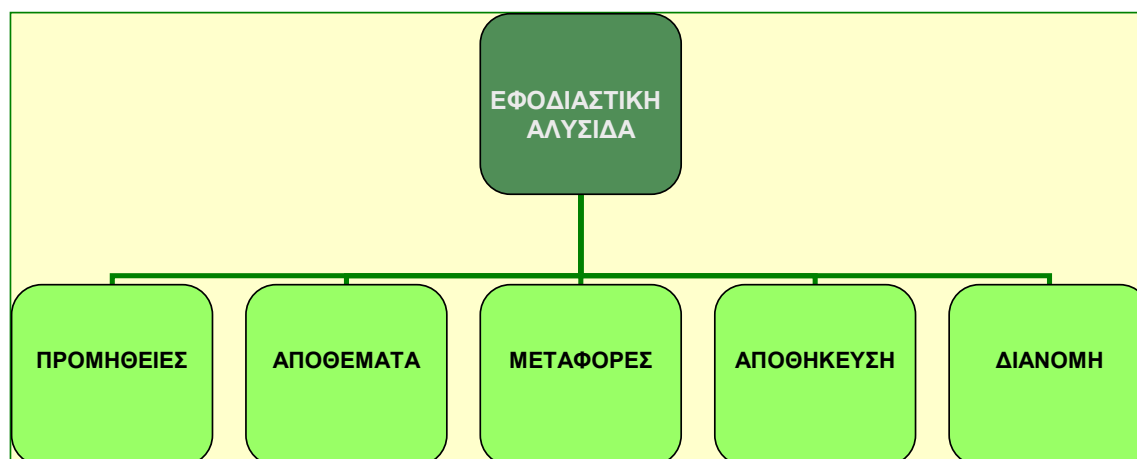 ΕΦΟΔΙΑΣΤΙΚΗ
ΑΛΥΣΙΔΑ
ΠΡΟΜΗΘΕΙΕΣ
ΑΠΟΘΕΜΑΤΑ
ΜΕΤΑΦΟΡΕΣ
ΑΠΟΘΗΚΕΥΣΗ
ΔΙΑΝΟΜΗ